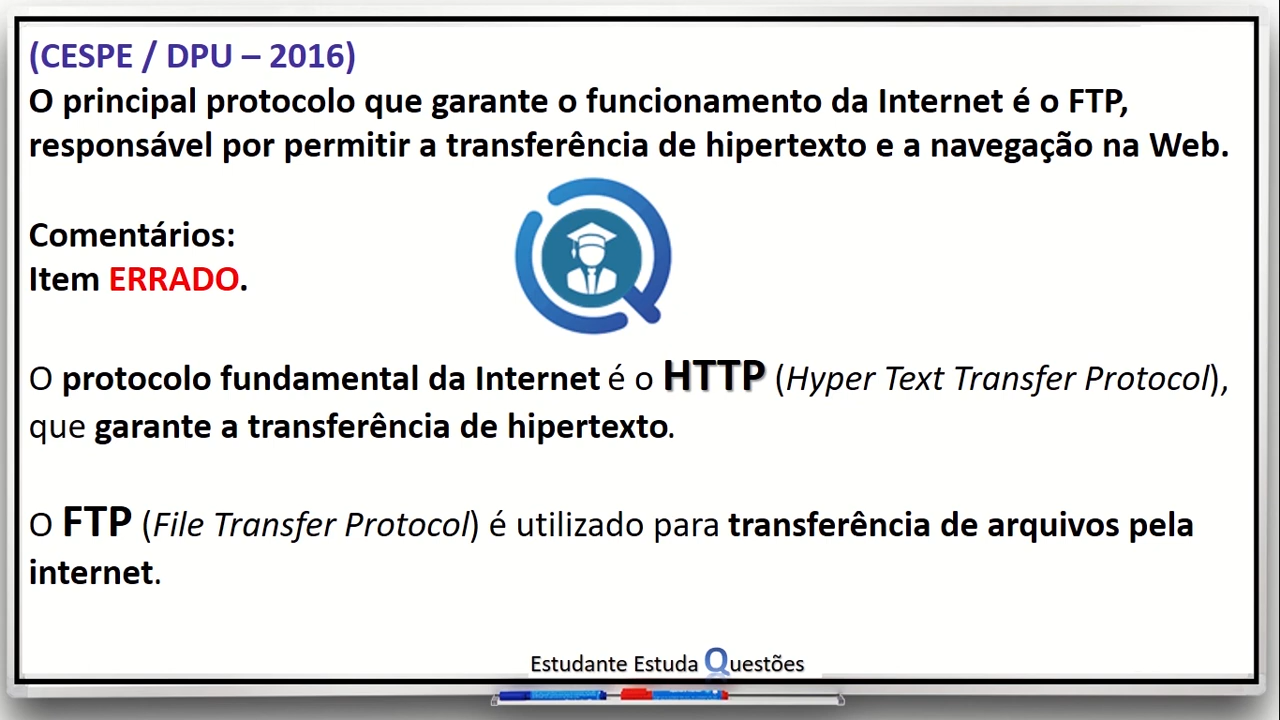 (CESPE / DPU – 2016)
O principal protocolo que garante o funcionamento da Internet é o FTP,
responsável por permitir a transferência de hipertexto e a navegação na Web.
Comentários:
Item ERRADO.
O protocolo fundamental da Internet é o HTTP (Hyper Text Transfer Protocol),
que garante a transferência de hipertexto.
O FTP (File Transfer Protocol) é utilizado para transferência de arquivos pela
internet.
Estudante Estuda Questões